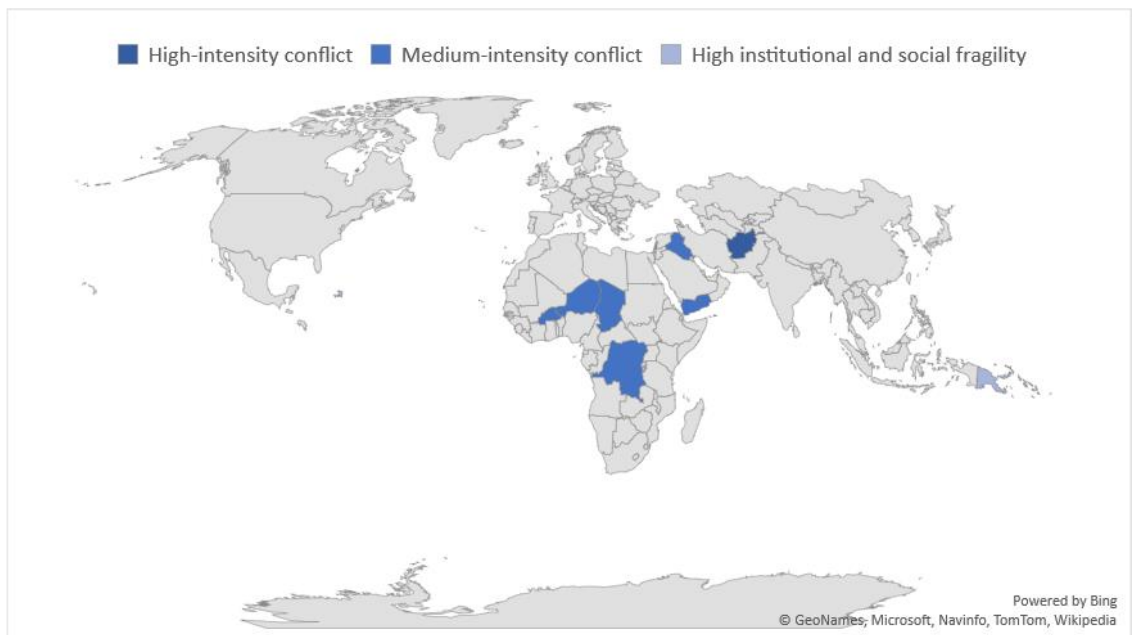 High-intensity conflict Medium-intensity conflict High institutional and social fragility
Powered by Bing
© GeoNames, Microsoft, Navinfo, TomTom, Wikipedia